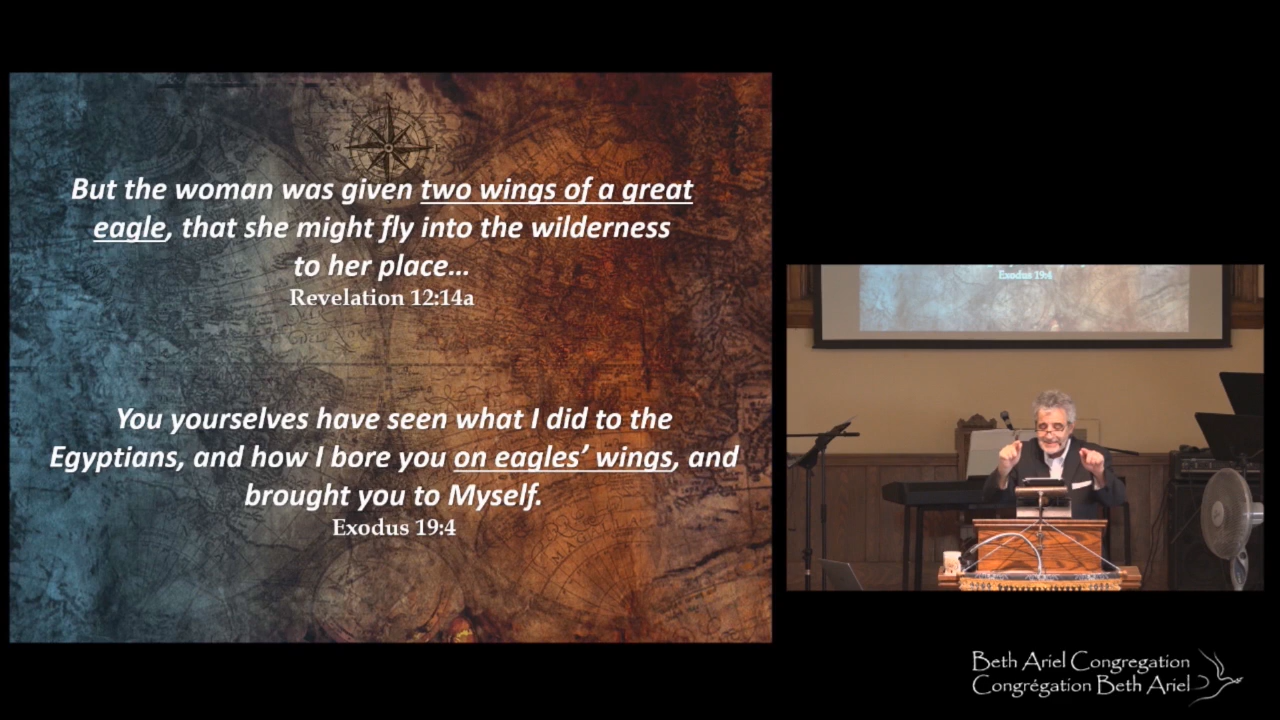 But the woman was given two wings of a great
eagle, that she might fly into the wilderness
to her place...
Revelation 12:14a
You yourselves have seen what I did to the
Egyptians, and how I bore you on eagles’ wings, and
brought you to Myself.
Exodus 19:4
Exodus 19:4
Beth Ariel Congregation
Congrégation Beth Ariel